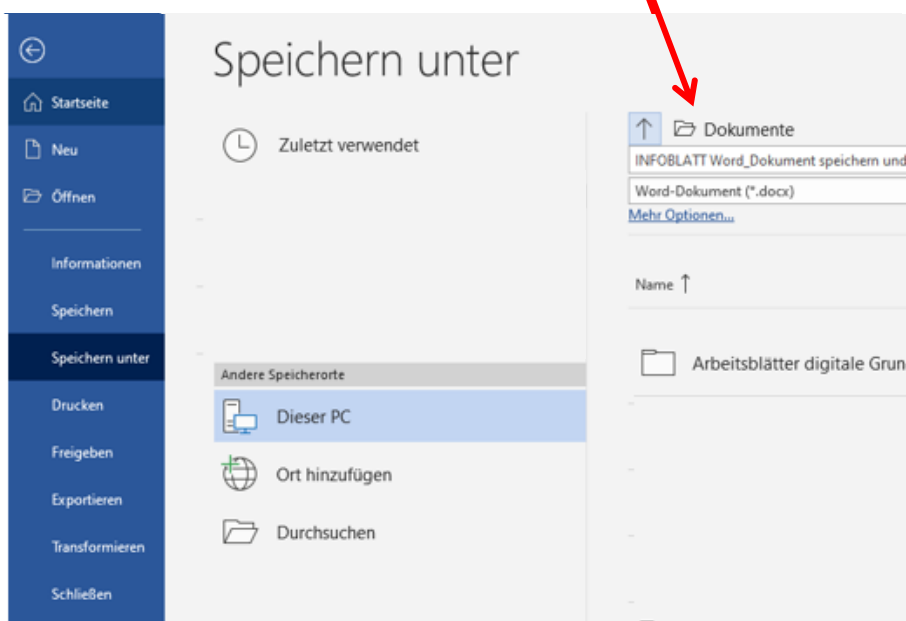 Speichern unter
Startseite
Neu
Öffnen
Informationen
Speichern
Speichern unter
Drucken
Freigeben
Exportieren
Transformieren
Schließen
Zuletzt verwendet
Andere Speicherorte
Dieser PC
Ort hinzufügen
Durchsuchen
Dokumente
INFOBLATT Word_Dokument speichern und
Word-Dokument (*.docx)
Mehr Optionen...
Name ↑
Arbeitsblätter digitale Grun